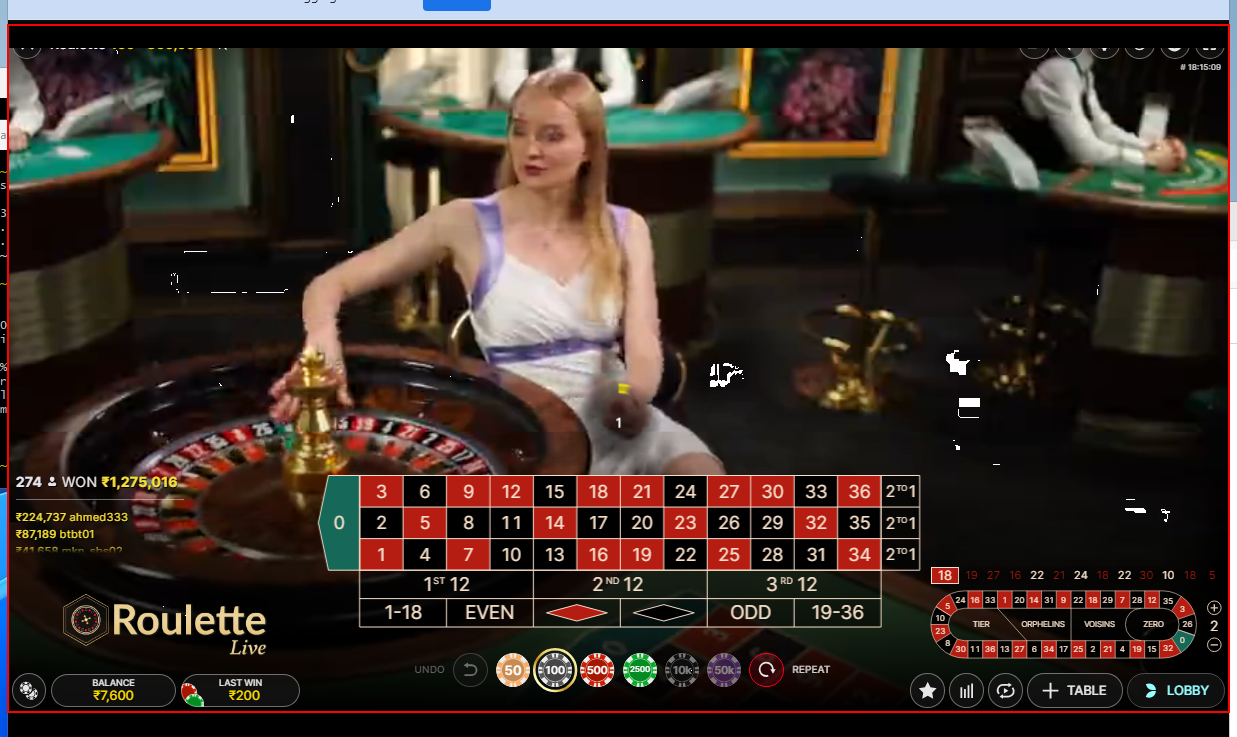 # 18:15:09
1
274 WON ₹1,275,016
₹224,737 ahmed333
₹87,189 btbt01
0
3 6 9 12 15 18 21 24 27 30 33 36 2 TO 1
2 5 8 11 14 17 20 23 26 29 32 35 2 TO 1
1 4 7 10 13 16 19 22 25 28 31 34 2 TO 1
1 ST 12 2 ND 12 3 RD 12
1-18 EVEN ODD 19-36
18 19 27 16 22 21 24 18 22 30 10 18 5
24 16 33 1 20 14 31 9 22 18 29 7 28 12 35
5 3
10 TIER ORPHELINS VOISINS ZERO 26
23 0
8 30 11 36 13 27 6 34 17 25 2 21 4 19 15 32
2
Roulette
Live
UNDO 50 100 500 2500 10k 50k REPEAT
BALANCE
₹7,600
LAST WIN
₹200
TABLE
LOBBY